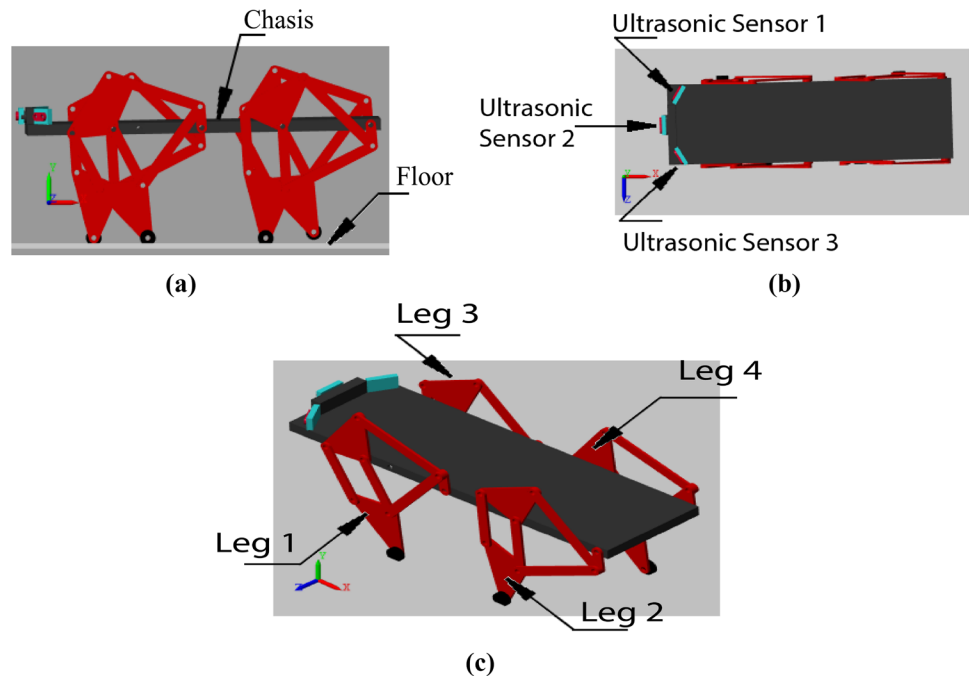 Chasis
Floor
Y
Z
(a)
Ultrasonic Sensor 1
Ultrasonic
Sensor 2
X
Z
Ultrasonic Sensor 3
(b)
Leg 3
Leg 4
Leg 1
Y
Z
X
Leg 2
(c)